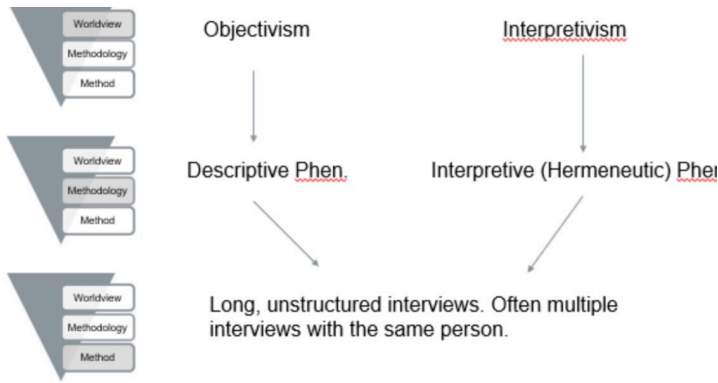 Worldview
Methodology
Method
Objectivism
Interpretivism
Worldview
Methodology
Method
Descriptive Phen.
Interpretive (Hermeneutic) Phen
Worldview
Methodology
Method
Long, unstructured interviews. Often multiple
interviews with the same person.